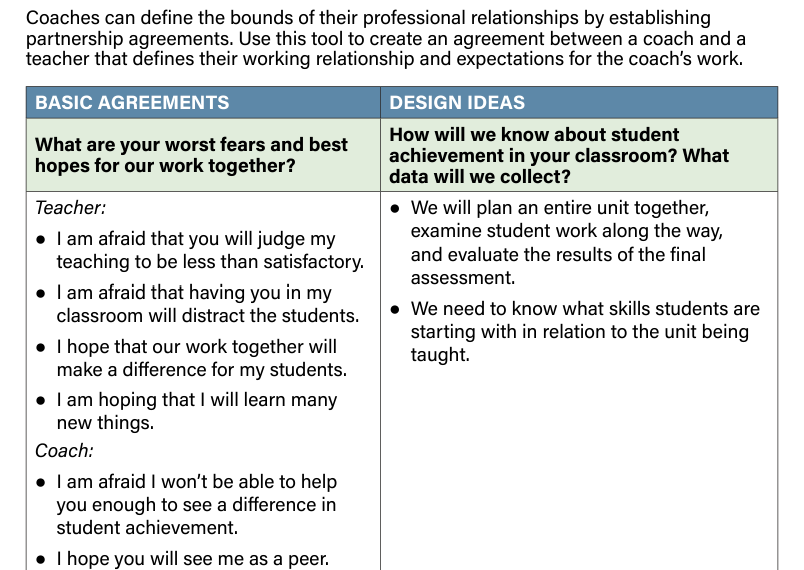 Coaches can define the bounds of their professional relationships by establishing
partnership agreements. Use this tool to create an agreement between a coach and a
teacher that defines their working relationship and expectations for the coach’s work.
BASIC AGREEMENTS
What are your worst fears and best
hopes for our work together?
Teacher:
● I am afraid that you will judge my
teaching to be less than satisfactory.
● I am afraid that having you in my
classroom will distract the students.
● I hope that our work together will
make a difference for my students.
● I am hoping that I will learn many
new things.
Coach:
● I am afraid I won’t be able to help
you enough to see a difference in
student achievement.
● I hope you will see me as a peer.
DESIGN IDEAS
How will we know about student
achievement in your classroom? What
data will we collect?
● We will plan an entire unit together,
examine student work along the way,
and evaluate the results of the final
assessment.
● We need to know what skills students are
starting with in relation to the unit being
taught.